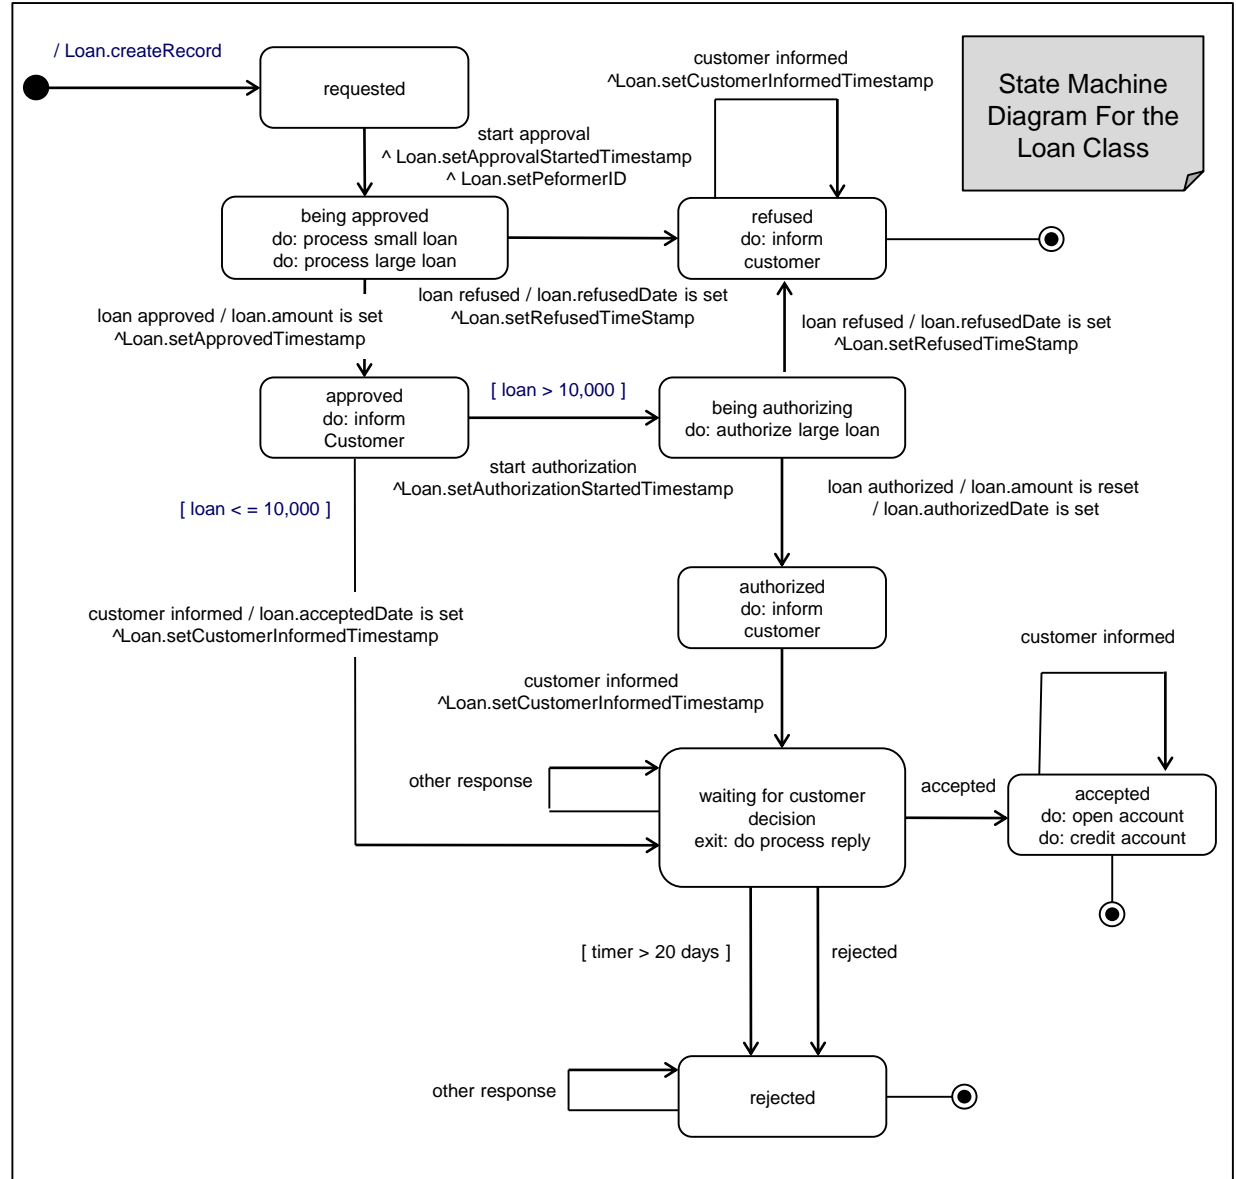 / Loan.createRecord
requested
customer informed
^Loan.setCustomerInformedTimestamp
State Machine
Diagram For the
Loan Class
start approval
^ Loan.setApprovalStartedTimestamp
^ Loan.setPeformerID
being approved
do: process small loan
do: process large loan
refused
do: inform
customer
loan refused / loan.refusedDate is set
^Loan.setRefusedTimeStamp
loan approved / loan.amount is set
^Loan.setApprovedTimestamp
loan refused / loan.refusedDate is set
^Loan.setRefusedTimeStamp
approved
do: inform
Customer
[ loan > 10,000 ]
being authorizing
do: authorize large loan
start authorization
^Loan.setAuthorizationStartedTimestamp
loan authorized / loan.amount is reset
/ loan.authorizedDate is set
[ loan < = 10,000 ]
authorized
do: inform
customer
customer informed / loan.acceptedDate is set
^Loan.setCustomerInformedTimestamp
customer informed
customer informed
^Loan.setCustomerInformedTimestamp
other response
waiting for customer
decision
exit: do process reply
accepted
accepted
do: open account
do: credit account
[ timer > 20 days ]
rejected
other response
rejected